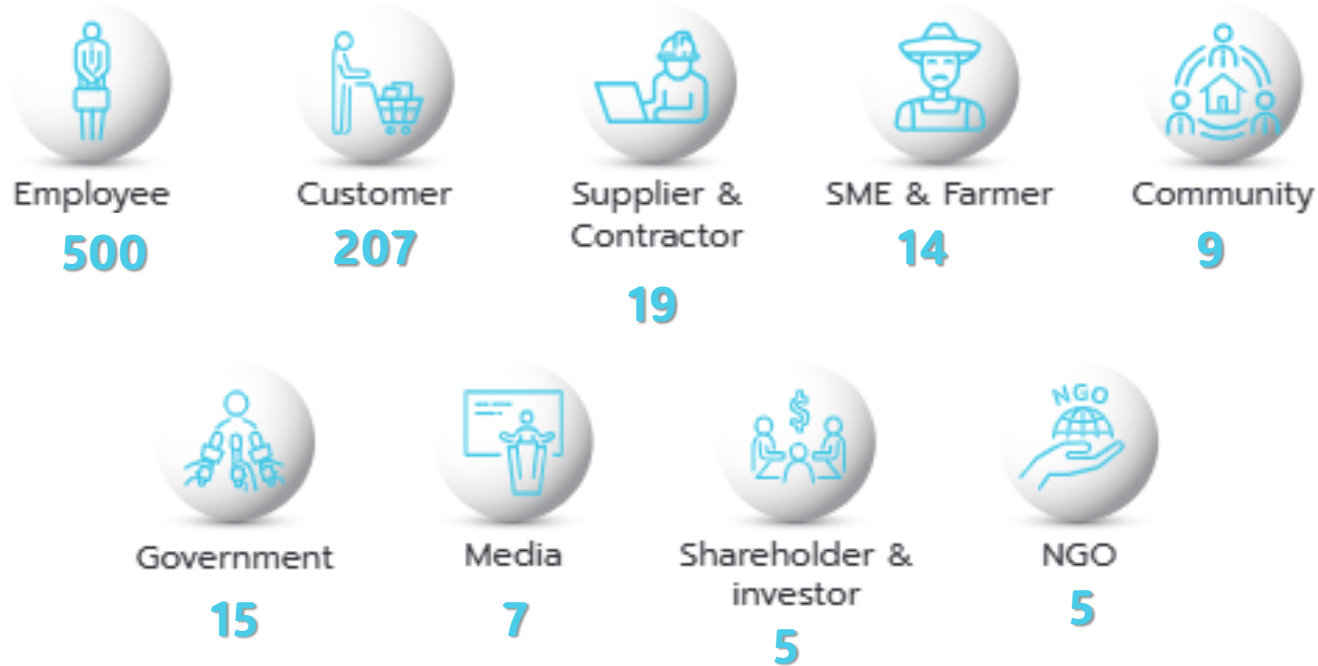 Employee
500
Customer
207
Supplier &
Contractor
19
SME & Farmer
14
Community
9
Government
15
Media
7
Shareholder &
investor
5
NGO
NGO
5